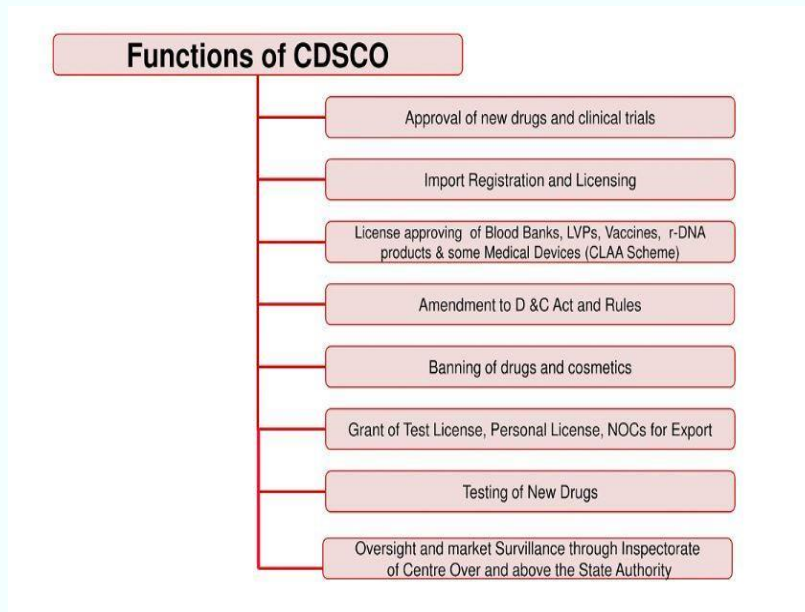 Functions of CDSCO
Approval of new drugs and clinical trials
Import Registration and Licensing
License approving of Blood Banks, LVPs, Vaccines, r-DNA
products & some Medical Devices (CLAA Scheme)
Amendment to D &C Act and Rules
Banning of drugs and cosmetics
Grant of Test License, Personal License, NOCs for Export
Testing of New Drugs
Oversight and market Survillance through Inspectorate
of Centre Over and above the State Authority